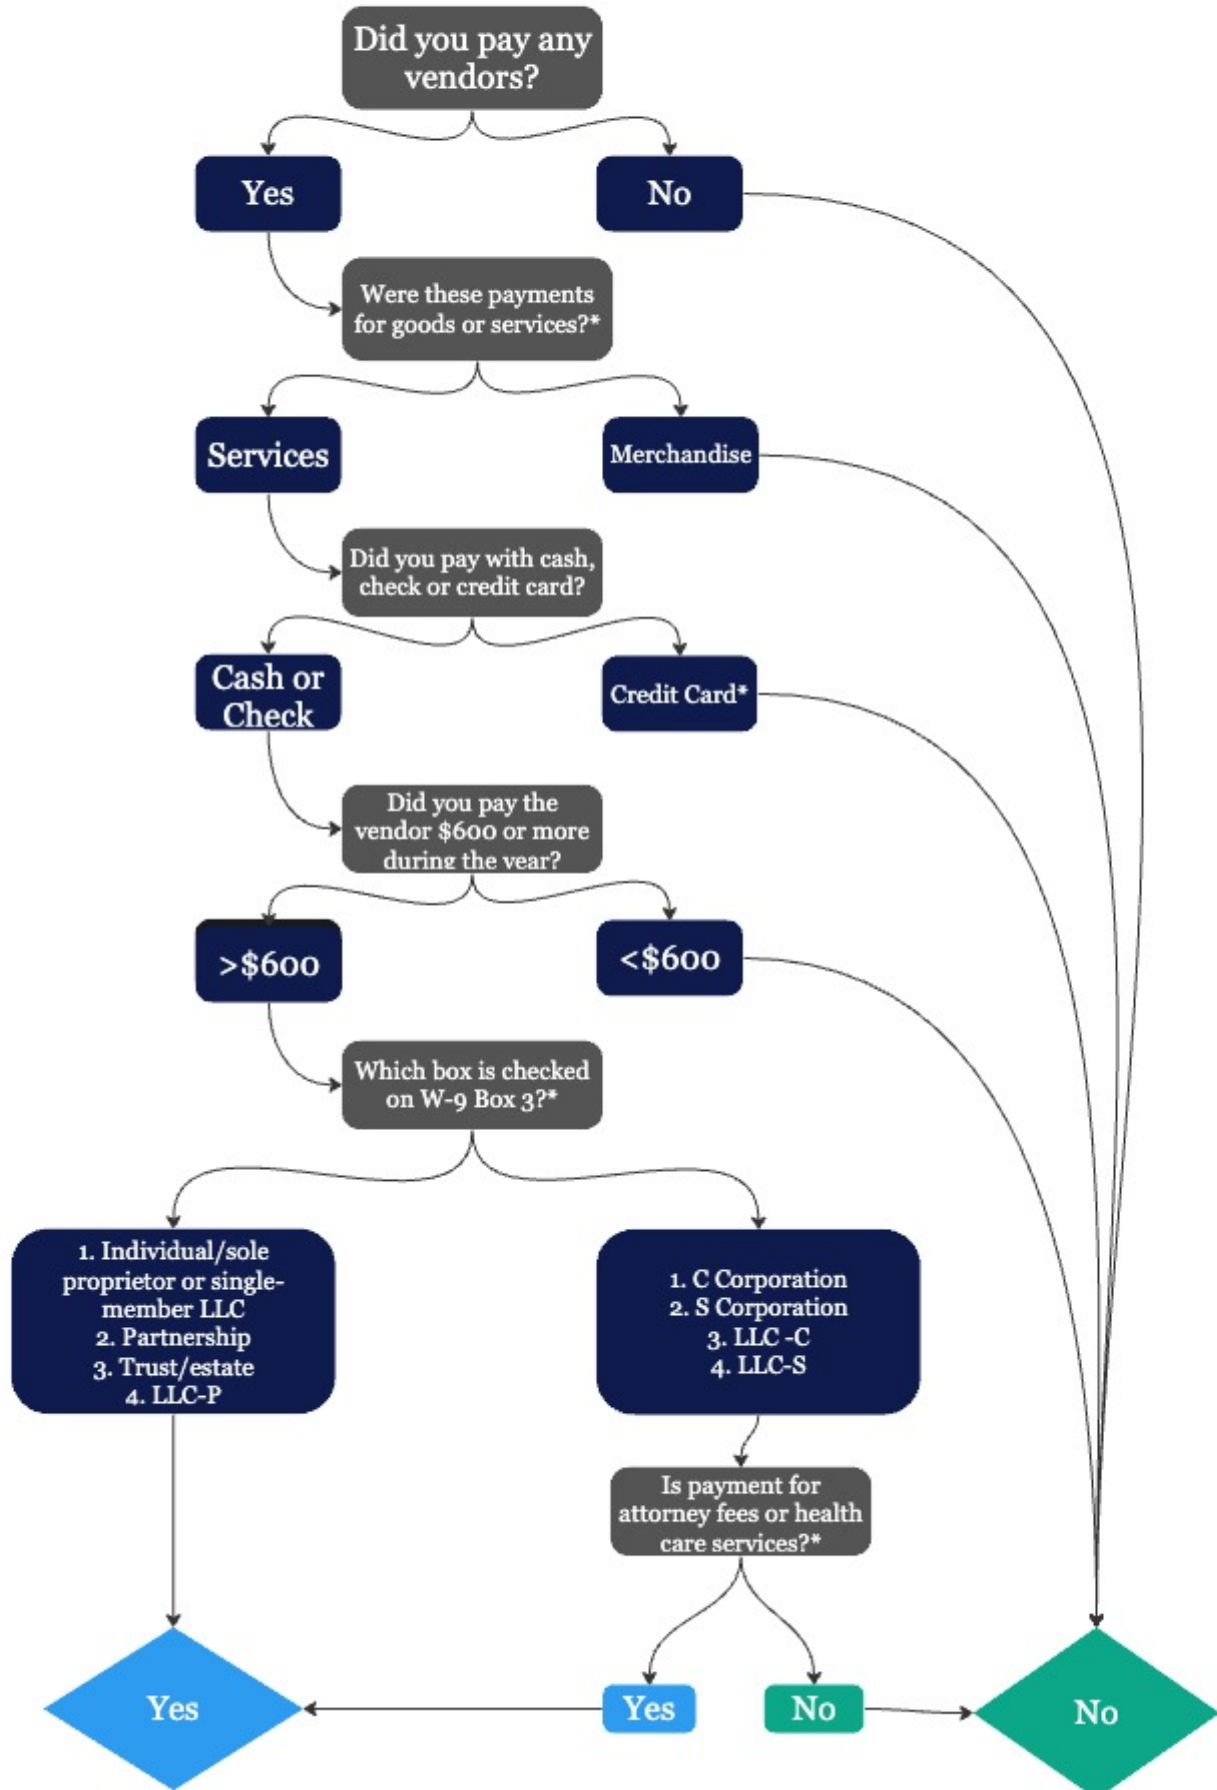 Did you pay any
vendors?
Yes
No
Were these payments
for goods or services?*
Services
Merchandise
Did you pay with cash,
check or credit card?
Cash or
Check
Credit Card*
Did you pay the
vendor $600 or more
during the year?
>$600
<$600
Which box is checked
on W-9 Box 3?*
1. Individual/sole
proprietor or single-
member LLC
2. Partnership
3. Trust/estate
4. LLC-P
1. C Corporation
2. S Corporation
3. LLC -C
4. LLC-S
Is payment for
attorney fees or health
care services?*
Yes
Yes
No
No